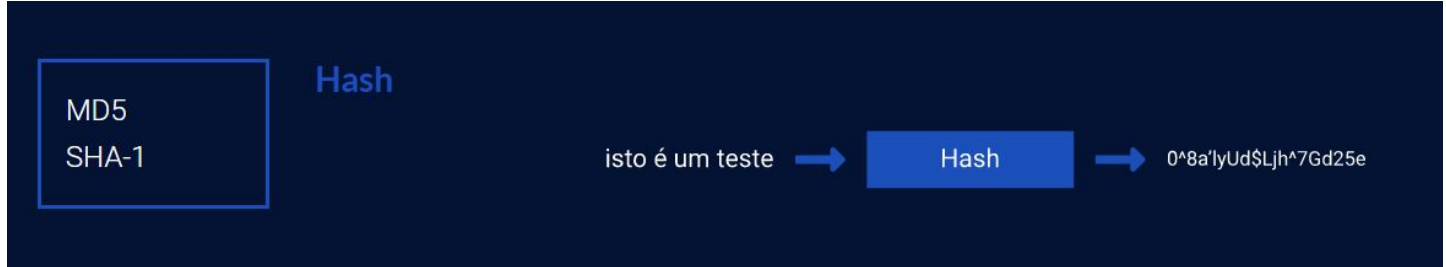 Hash
MD5
SHA-1
isto é um teste
Hash
0^8a'lyUd$Ljh^7Gd25e